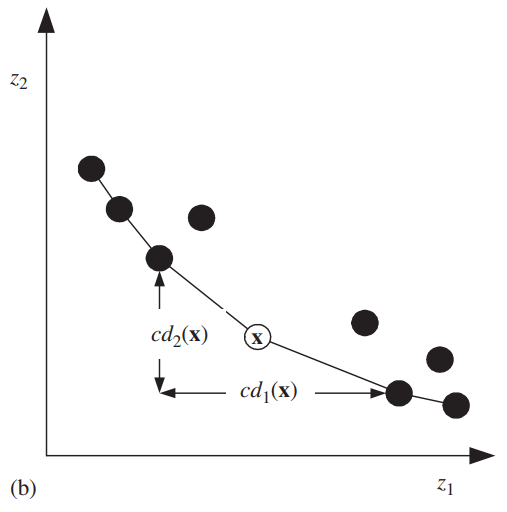 z₂
cd₂(x)
x
cd₁(x)
z₁
(b)